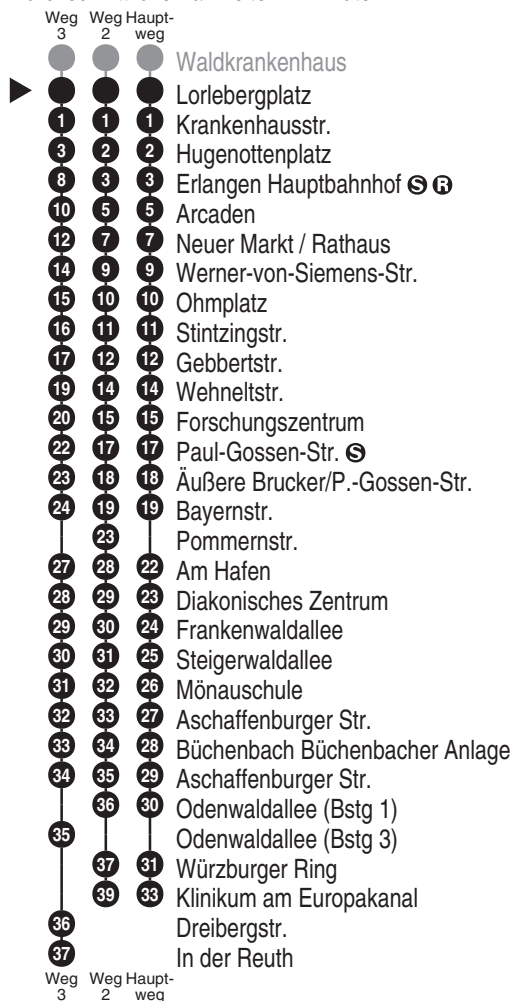 Weg Weg Haupt-
3 2 weg
Waldkrankenhaus
Lorlebergplatz
1 1 1 Krankenhausstr.
3 2 2 Hugenottenplatz
8 3 3 Erlangen Hauptbahnhof S R
10 5 5 Arcaden
12 7 7 Neuer Markt / Rathaus
14 9 9 Werner-von-Siemens-Str.
15 10 10 Ohmplatz
16 11 11 Stintzingstr.
17 12 12 Gebbertstr.
19 14 14 Wehneltstr.
20 15 15 Forschungszentrum
22 17 17 Paul-Gossen-Str. S
23 18 18 Äußere Brucker/P.-Gossen-Str.
24 19 19 Bayernstr.
23 Pommernstr.
27 28 22 Am Hafen
28 29 23 Diakonisches Zentrum
29 30 24 Frankenwaldallee
30 31 25 Steigerwaldallee
31 32 26 Mönauschule
32 33 27 Aschaffenburger Str.
33 34 28 Büchenbach Büchenbacher Anlage
34 35 29 Aschaffenburger Str.
36 30 Odenwaldallee (Bstg 1)
35 Odenwaldallee (Bstg 3)
37 31 Würzburger Ring
39 33 Klinikum am Europakanal
36 Dreibergstr.
37 In der Reuth
Weg Weg Haupt-
3 2 weg